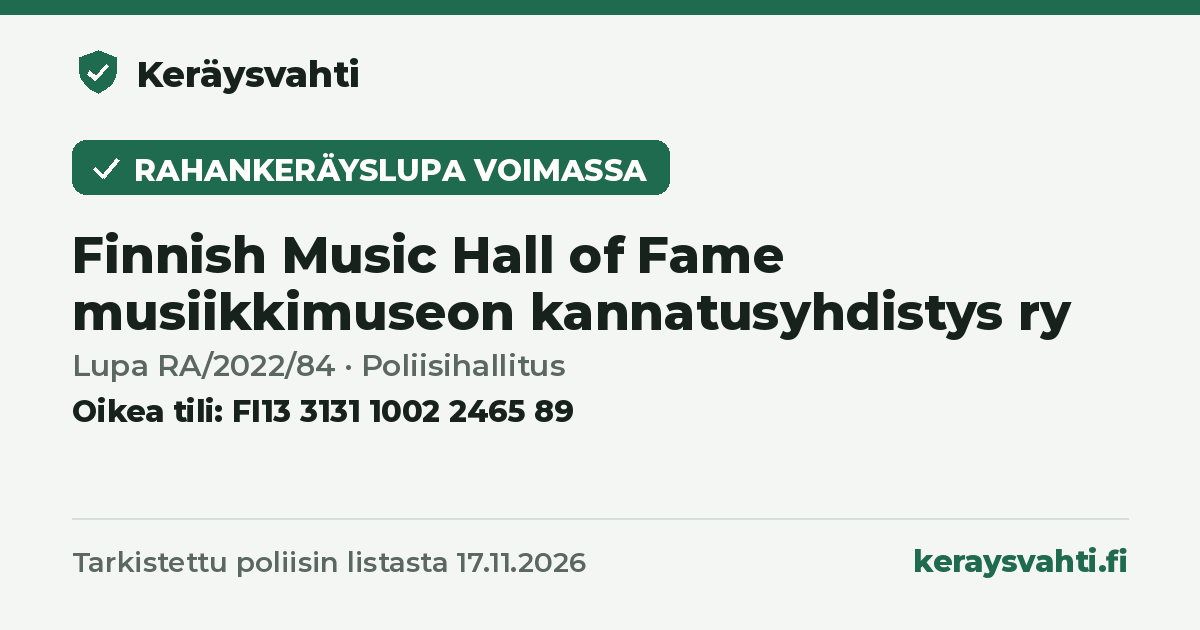 Keräysvahti
RAHANKERÄYSLUPA VOIMASSA
Finnish Music Hall of Fame
musiikkimuseon kannatusyhdistys ry
Lupa RA/2022/84 · Poliisihallitus
Oikea tili: FI13 3131 1002 2465 89
Tarkistettu poliisin listasta 17.11.2026
keraysvahti.fi